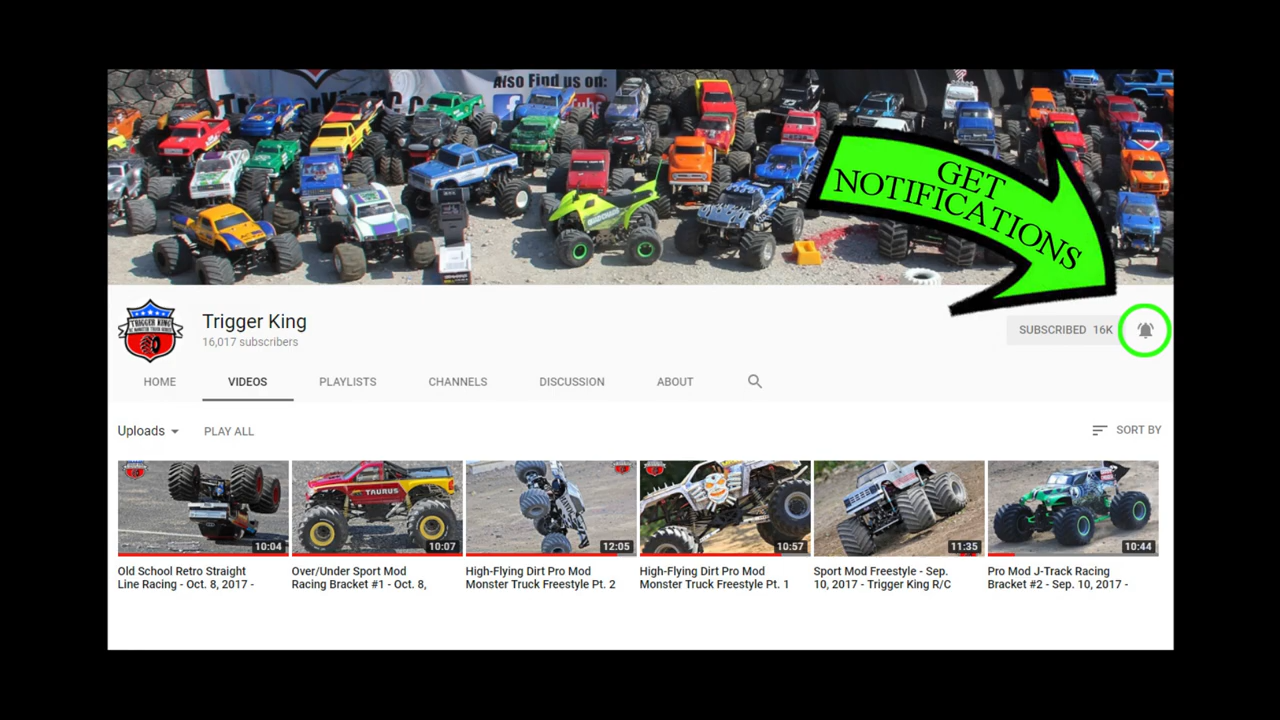 Also Find us on:
GET
NOTIFICATIONS
TRIGGER KING
Trigger King
16,017 subscribers
SUBSCRIBED 16K
HOME
VIDEOS
PLAYLISTS
CHANNELS
DISCUSSION
ABOUT
Uploads
PLAY ALL
SORT BY
TAURUS
10:04
10:07
12:05
10:57
11:35
10:44
Old School Retro Straight
Line Racing - Oct. 8, 2017 -
Over/Under Sport Mod
Racing Bracket #1 - Oct. 8,
High-Flying Dirt Pro Mod
Monster Truck Freestyle Pt. 2
High-Flying Dirt Pro Mod
Monster Truck Freestyle Pt. 1
Sport Mod Freestyle - Sep.
10, 2017 - Trigger King R/C
Pro Mod J-Track Racing
Bracket #2 - Sep. 10, 2017 -